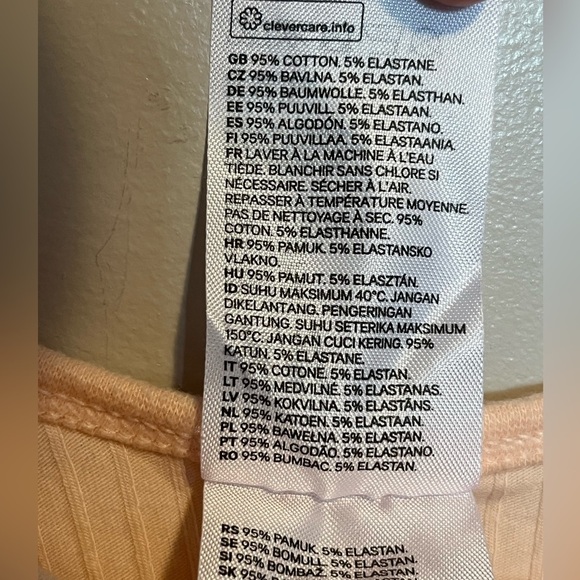 clevercare.info
GB 95% COTTON. 5% ELASTANE.
CZ 95% BAVLNA. 5% ELASTAN.
DE 95% BAUMWOLLE. 5% ELASTHAN.
EE 95% PUUVILL. 5% ELASTAAN.
ES 95% ALGODÓN. 5% ELASTANO.
FI 95% PUUVILLAA. 5% ELASTAANIA.
FR LAVER À LA MACHINE À L'EAU
TIÈDE. BLANCHIR SANS CHLORE SI
NÉCESSAIRE. SÉCHER À L'AIR.
REPASSER À TEMPÉRATURE MOYENNE.
PAS DE NETTOYAGE À SEC. 95%
COTON. 5% ELASTHANNE.
HR 95% PAMUK. 5% ELASTANSKO
VLAKNO.
HU 95% PAMUT. 5% ELASZTÁN.
ID SUHU MAKSIMUM 40°C. JANGAN
DIKELANTANG. PENGERINGAN
GANTUNG. SUHU SETERIKA MAKSIMUM
150°C. JANGAN CUCI KERING. 95%
KATUN. 5% ELASTANE.
IT 95% COTONE. 5% ELASTAN.
LT 95% MEDVILNĖ. 5% ELASTANAS.
LV 95% KOKVILNA. 5% ELASTĀNS.
NL 95% KATOEN. 5% ELASTAAN.
PL 95% BAWEŁNA. 5% ELASTAN.
PT 95% ALGODÃO. 5% ELASTANO.
RO 95% BUMBAC. 5% ELASTAN.
RS 95% PAMUK. 5% ELASTAN.
SE 95% BOMULL. 5% ELASTAN.
SI 95% BOMBAŽ. 5% ELASTAN.
SK 95%